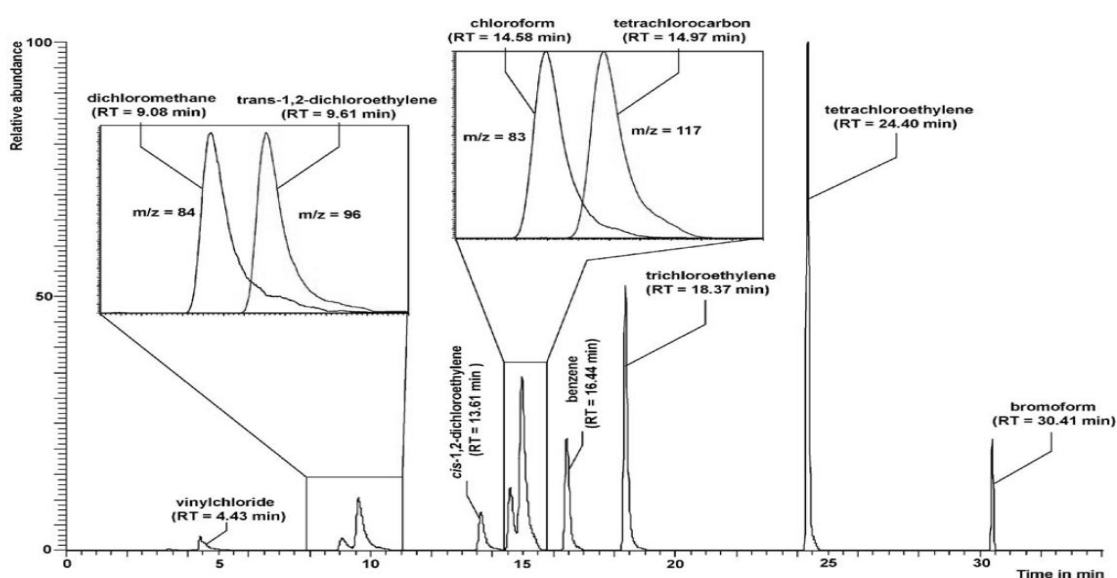 chloroform
(RT = 14.58 min)
tetrachlorocarbon
(RT = 14.97 min)
100
Relative abundance
dichloromethane
(RT = 9.08 min)
trans-1,2-dichloroethylene
(RT = 9.61 min)
m/z = 83
m/z = 117
tetrachloroethylene
(RT = 24.40 min)
m/z = 84
m/z = 96
trichloroethylene
(RT = 18.37 min)
50
cis-1,2-dichloroethylene
(RT = 13.61 min )
benzene
(RT = 16.44 min)
bromoform
(RT = 30.41 min)
vinylchloride
(RT = 4.43 min)
0
0 5 10 15 20 25 30
Time in min